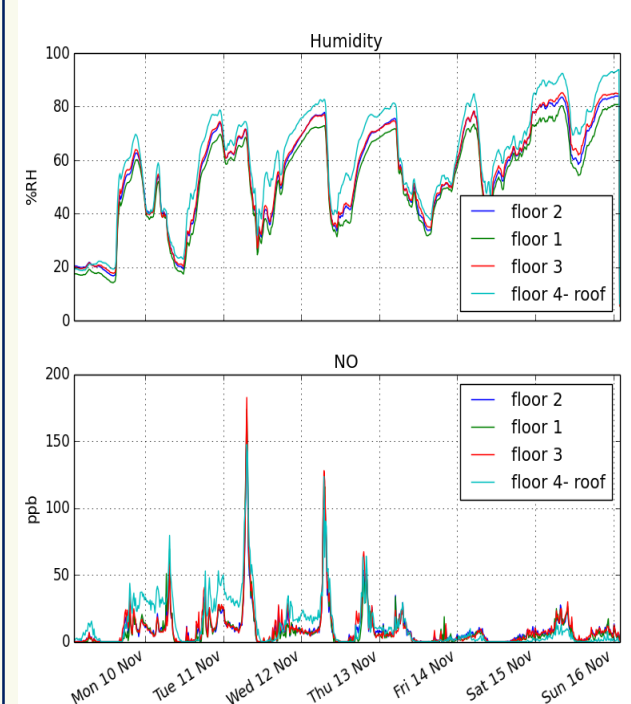 Humidity
100
80
60
40
20
0
%RH
floor 2
floor 1
floor 3
floor 4- roof
NO
200
150
100
50
0
ppb
floor 2
floor 1
floor 3
floor 4- roof
Mon 10 Nov
Tue 11 Nov
Wed 12 Nov
Thu 13 Nov
Fri 14 Nov
Sat 15 Nov
Sun 16 Nov